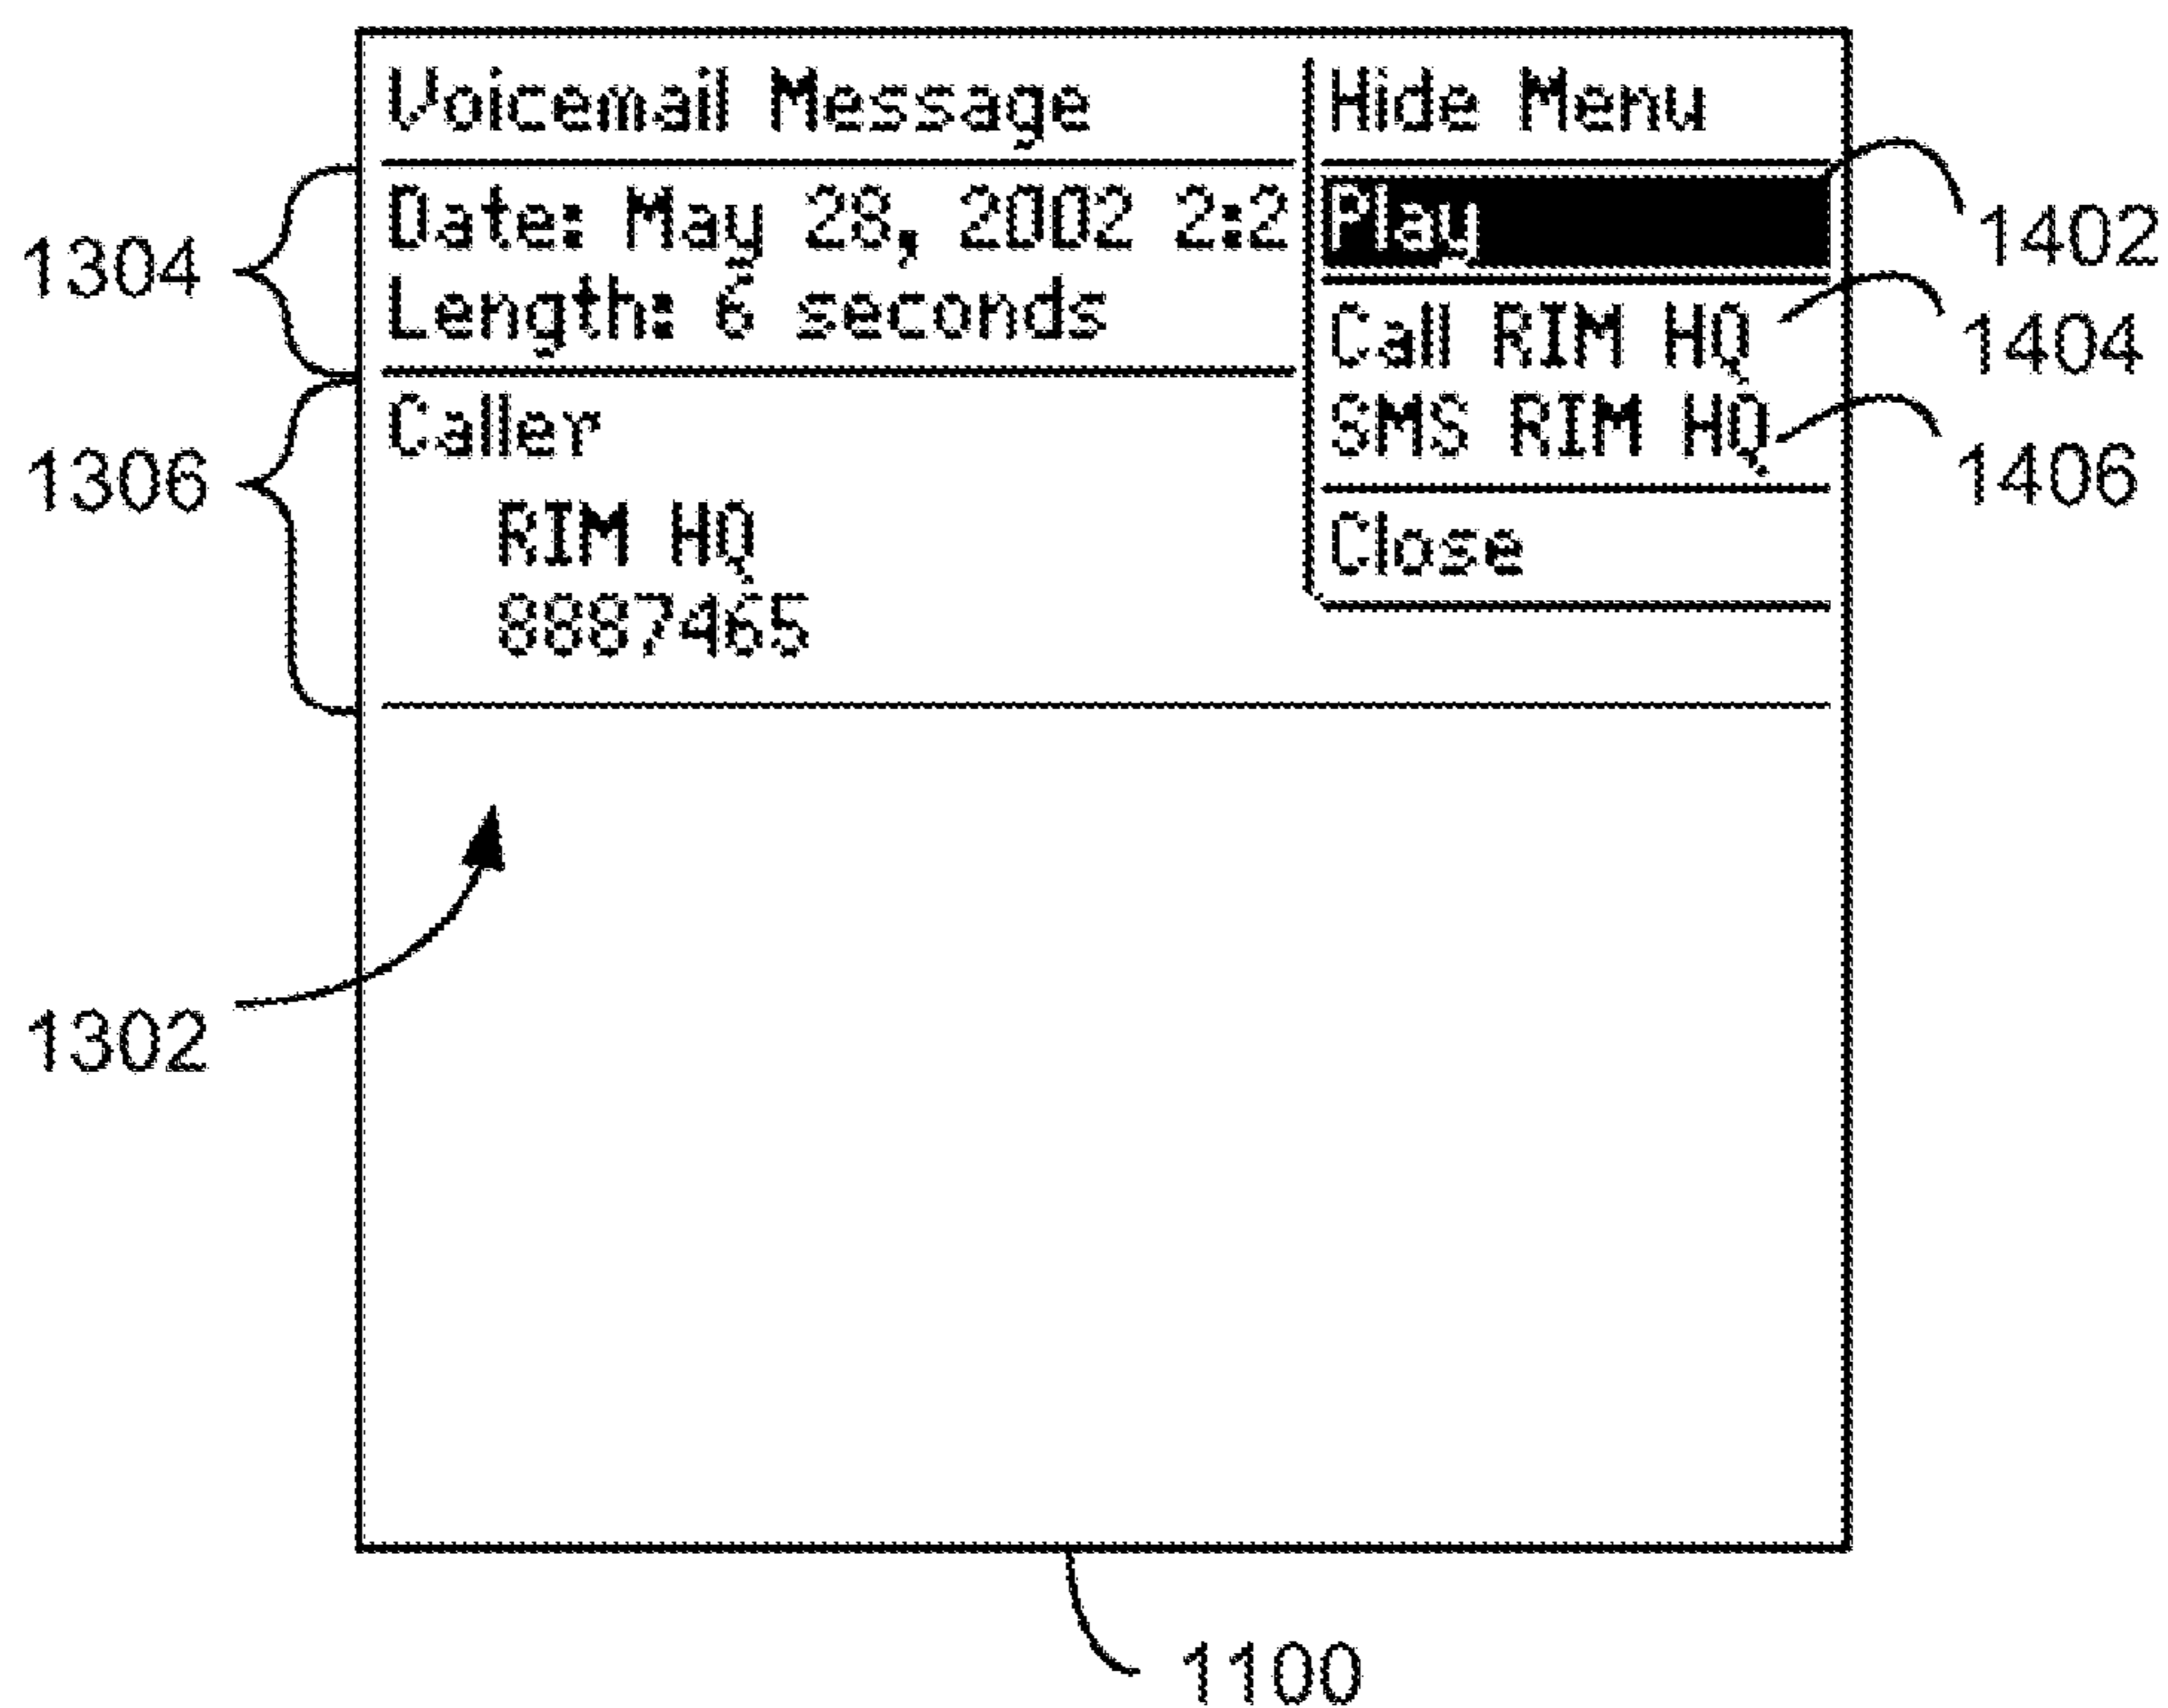 Voicemail Message
Hide Menu
Date: May 28, 2002 2:2
Play
Length: 6 seconds
Call RIM HQ
Caller
SMS RIM HQ
RIM HQ
Close
8887465
1304
1306
1302
1402
1404
1406
1100